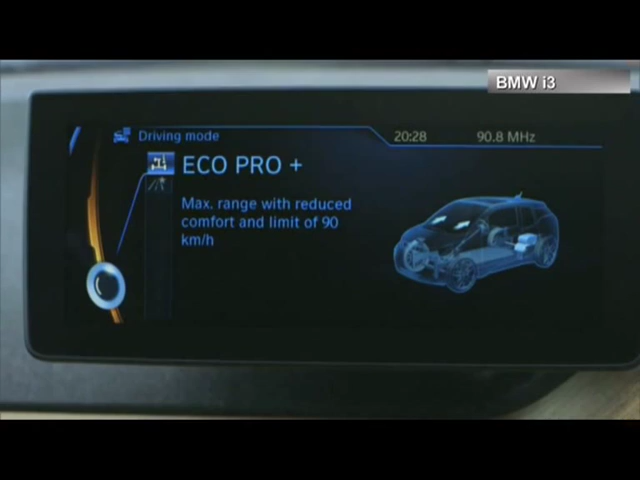 BMW i3
Driving mode
20:28
90.8 MHz
ECO PRO +
Max. range with reduced
comfort and limit of 90
km/h